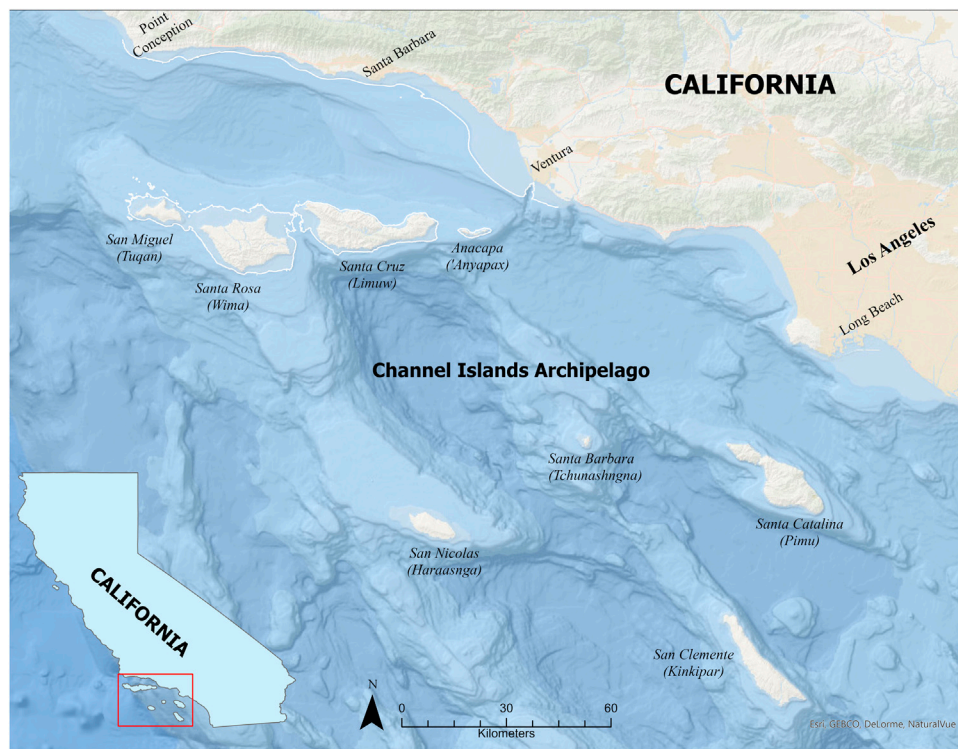 Point
Conception
Santa Barbara
CALIFORNIA
Ventura
Los Angeles
San Miguel
(Tuqan)
Santa Rosa
(Wima)
Santa Cruz
(Limuw)
Anacapa
('Anyapax)
Long Beach
Channel Islands Archipelago
Santa Barbara
(Tchunashngna)
Santa Catalina
(Pimu)
San Nicolas
(Haraasnga)
CALIFORNIA
San Clemente
(Kinkipar)
N
0 30 60
Kilometers
Esri, GEBCO, DeLorme, NaturalVue